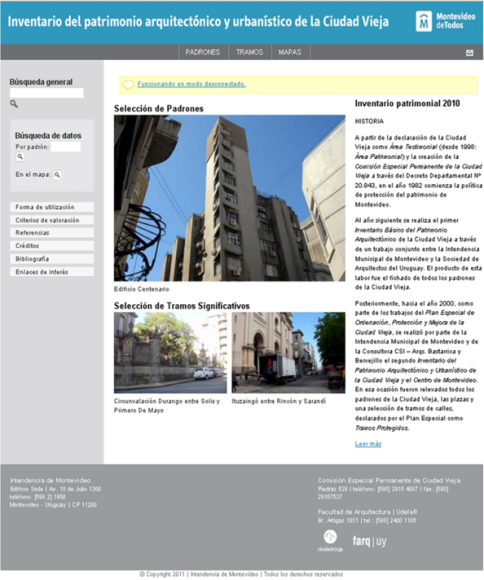 Inventario del patrimonio arquitectónico y urbanístico de la Ciudad Vieja
Montevideo
deTodos
PADRONES | TRAMOS | MAPAS
Búsqueda general
Búsqueda de datos
Por padrón:
En el mapa:
Forma de utilización
Criterios de valoración
Referencias
Créditos
Bibliografía
Enlaces de interés
Funcionando en modo desconectado.
Selección de Padrones
Edificio Centenario
Selección de Tramos Significativos
Circunvalación Durango entre Solís y
Primero De Mayo
Ituzaingó entre Rincón y Sarandí
Inventario patrimonial 2010
HISTORIA
A partir de la declaración de la Ciudad
Vieja como Área Testimonial (desde 1998:
Área Patrimonial) y la creación de la
Comisión Especial Permanente de la Ciudad
Vieja a través del Decreto Departamental Nº
20.843, en el año 1982 comienza la política
de protección del patrimonio de
Montevideo.
Al año siguiente se realiza el primer
Inventario Básico del Patrimonio
Arquitectónico de la Ciudad Vieja a través
de un trabajo conjunto entre la Intendencia
Municipal de Montevideo y la Sociedad de
Arquitectos del Uruguay. El producto de esta
labor fue el fichado de todos los padrones
de la Ciudad Vieja.
Posteriormente, hacia el año 2000, como
parte de los trabajos del Plan Especial de
Ordenación, Protección y Mejora de la
Ciudad Vieja, se realizó por parte de la
Intendencia Municipal de Montevideo y de
la Consultora CSI – Arqs. Bastarrica y
Bervejillo el segundo Inventario del
Patrimonio Arquitectónico y Urbanístico de
la Ciudad Vieja y el Centro de Montevideo.
En esa ocasión fueron relevados todos los
padrones de la Ciudad Vieja, las plazas y
una selección de tramos de calles,
declarados por el Plan Especial como
Tramos Protegidos.
Leer más
Intendencia de Montevideo
Edificio Sede | Av. 18 de Julio 1360
teléfono: [598 2] 1950
Montevideo - Uruguay | CP 11200
Comisión Especial Permanente de Ciudad Vieja
Piedras 528 | teléfono: [598] 2915 4087 | fax: [598]
29167637
Facultad de Arquitectura | UdelaR
Br. Artigas 1031 | tel.: [598] 2400 1106
ciudadvieja
farq | uy
© Copyright 2011 | Intendencia de Montevideo | Todos los derechos reservados